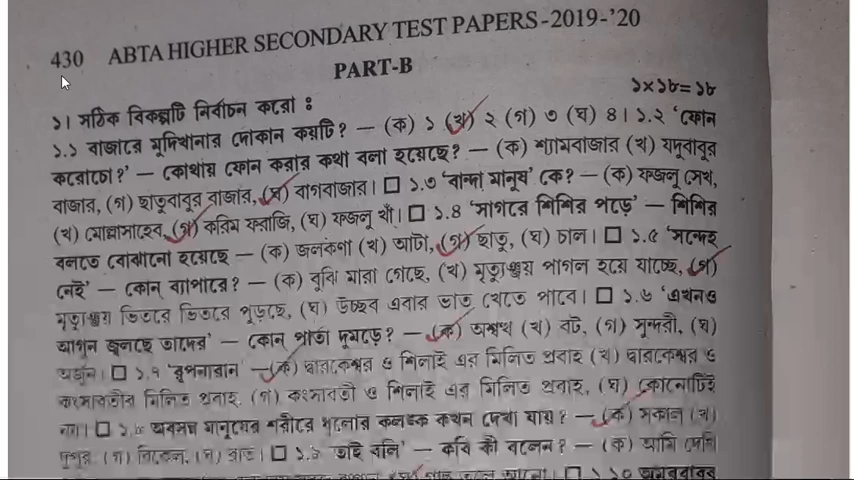 430 ABTA HIGHER SECONDARY TEST PAPERS-2019-'20
PART-B
১×১৮=১৮
১। সঠিক বিকল্পটি নির্বাচন করো :
১.১ বাজারে মুদিখানার দোকান কয়টি? — (ক) ১ (খ) ২ (গ) ৩ (ঘ) ৪। ১.২ 'ফোন
করোচো?' — কোথায় ফোন করার কথা বলা হয়েছে? — (ক) শ্যামবাজার (খ) যদুবাবুর
বাজার, (গ) ছাতুবাবুর বাজার, (ঘ) বাগবাজার। □ ১.৩ 'বান্দা মানুষ' কে? — (ক) ফজলু সেখ,
(খ) মোল্লাসাহেব, (গ) করিম ফরাজি, (ঘ) ফজলু খাঁ। □ ১.৪ 'সাগরে শিশির পড়ে' — শিশির
বলতে বোঝানো হয়েছে — (ক) জলকণা (খ) আটা, (গ) ছাতু, (ঘ) চাল। □ ১.৫ 'সন্দেহ
নেই' — কোন্ ব্যাপারে? — (ক) বুঝি মারা গেছে, (খ) মৃত্যুঞ্জয় পাগল হয়ে যাচ্ছে, (গ)
মৃত্যুঞ্জয় ভিতরে ভিতরে পুড়ছে, (ঘ) উচ্ছব এবার ভাত খেতে পাবে। □ ১.৬ 'এখনও
আগুন জ্বলছে তাদের' — কোন্ পাতা দুমড়ে? — (ক) অশ্বত্থ (খ) বট, (গ) সুন্দরী, (ঘ)
অর্জুন। □ ১.৭ 'রূপনারান' — (ক) দ্বারকেশ্বর ও শিলাই এর মিলিত প্রবাহ (খ) দ্বারকেশ্বর ও
কংসাবতীর মিলিত প্রবাহ, (গ) কংসাবতী ও শিলাই এর মিলিত প্রবাহ, (ঘ) কোনোটিই
নয়। □ ১.৮ অবসন্ন মানুষের শরীরে ধুলোর কলঙ্ক কখন দেখা যায়? — (ক) সকাল (খ)
দুপুর, (গ) বিকেল, (ঘ) রাত। □ ১.৯ 'তাই বলি' — কবি কী বলেন? — (ক) আমি দেখি
□ ১.১০